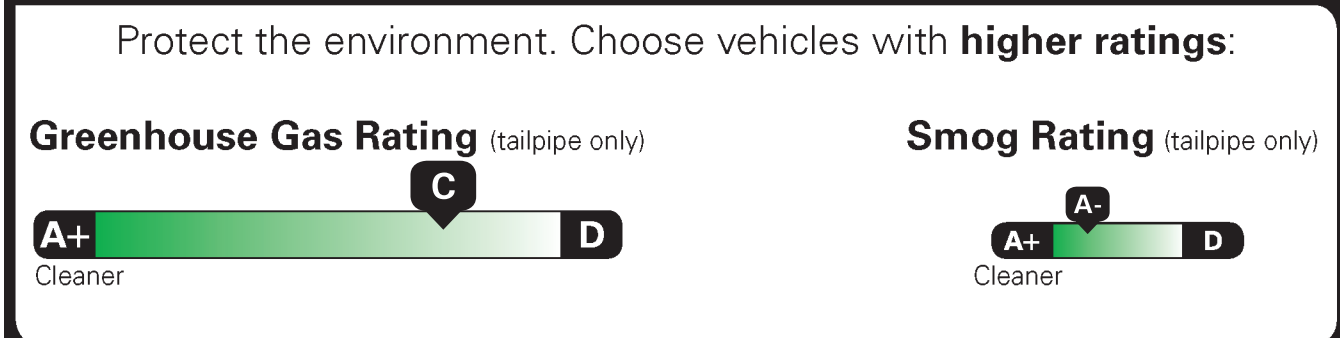 Protect the environment. Choose vehicles with higher ratings:
Greenhouse Gas Rating (tailpipe only)
C
A+
D
Cleaner
Smog Rating (tailpipe only)
A-
A+
D
Cleaner